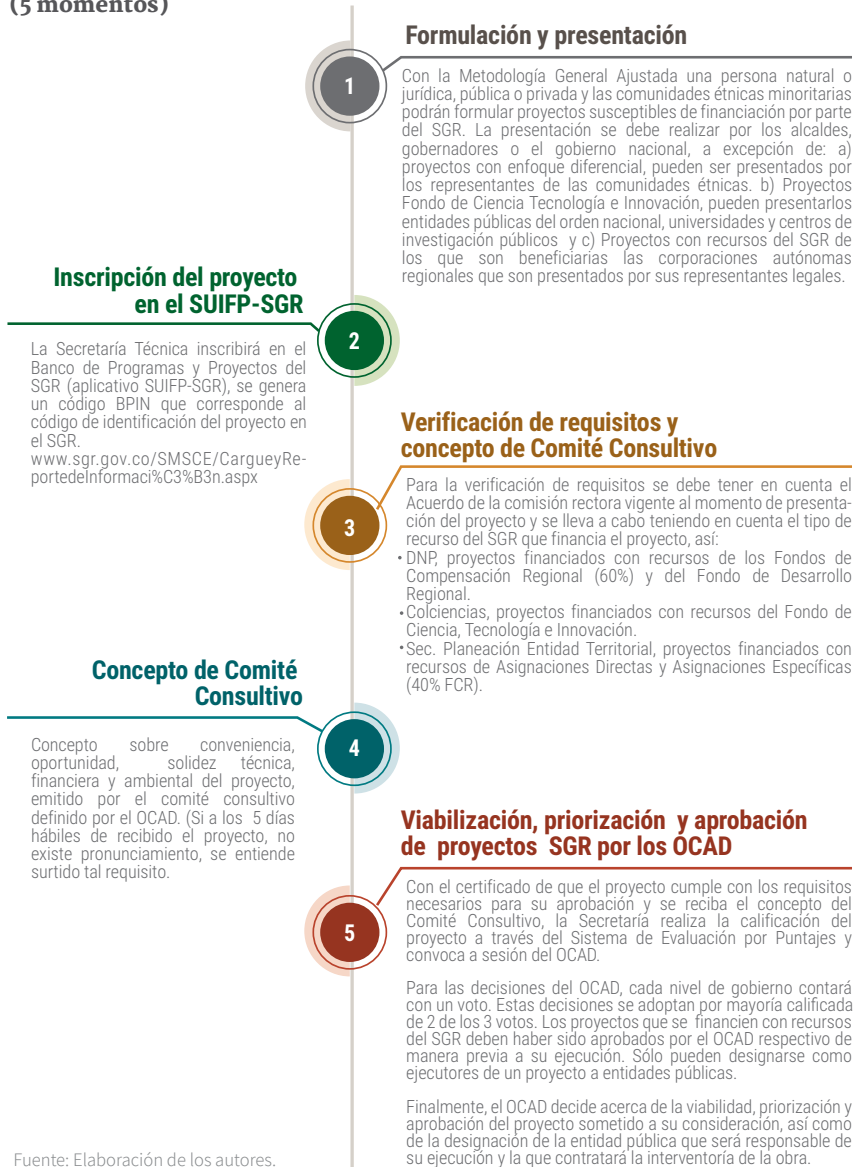 (5 momentos)
1
Formulación y presentación
Con la Metodología General Ajustada una persona natural o
jurídica, pública o privada y las comunidades étnicas minoritarias
podrán formular proyectos susceptibles de financiación por parte
del SGR. La presentación se debe realizar por los alcaldes,
gobernadores o el gobierno nacional, a excepción de: a)
proyectos con enfoque diferencial, pueden ser presentados por
los representantes de las comunidades étnicas. b) Proyectos
Fondo de Ciencia Tecnología e Innovación, pueden presentarlos
entidades públicas del orden nacional, universidades y centros de
investigación públicos y c) Proyectos con recursos del SGR de
los que son beneficiarias las corporaciones autónomas
regionales que son presentados por sus representantes legales.
Inscripción del proyecto
en el SUIFP-SGR
2
La Secretaría Técnica inscribirá en el
Banco de Programas y Proyectos del
SGR (aplicativo SUIFP-SGR), se genera
un código BPIN que corresponde al
código de identificación del proyecto en
el SGR.
www.sgr.gov.co/SMSCE/CargueyRe-
portedeInformaci%C3%B3n.aspx
Verificación de requisitos y
concepto de Comité Consultivo
3
Para la verificación de requisitos se debe tener en cuenta el
Acuerdo de la comisión rectora vigente al momento de presenta-
ción del proyecto y se lleva a cabo teniendo en cuenta el tipo de
recurso del SGR que financia el proyecto, así:
• DNP, proyectos financiados con recursos de los Fondos de
Compensación Regional (60%) y del Fondo de Desarrollo
Regional.
• Colciencias, proyectos financiados con recursos del Fondo de
Ciencia, Tecnología e Innovación.
• Sec. Planeación Entidad Territorial, proyectos financiados con
recursos de Asignaciones Directas y Asignaciones Específicas
(40% FCR).
Concepto de Comité
Consultivo
4
Concepto sobre conveniencia,
oportunidad, solidez técnica,
financiera y ambiental del proyecto,
emitido por el comité consultivo
definido por el OCAD. (Si a los 5 días
hábiles de recibido el proyecto, no
existe pronunciamiento, se entiende
surtido tal requisito.
Viabilización, priorización y aprobación
de proyectos SGR por los OCAD
5
Con el certificado de que el proyecto cumple con los requisitos
necesarios para su aprobación y se reciba el concepto del
Comité Consultivo, la Secretaría realiza la calificación del
proyecto a través del Sistema de Evaluación por Puntajes y
convoca a sesión del OCAD.
Para las decisiones del OCAD, cada nivel de gobierno contará
con un voto. Estas decisiones se adoptan por mayoría calificada
de 2 de los 3 votos. Los proyectos que se financien con recursos
del SGR deben haber sido aprobados por el OCAD respectivo de
manera previa a su ejecución. Sólo pueden designarse como
ejecutores de un proyecto a entidades públicas.
Finalmente, el OCAD decide acerca de la viabilidad, priorización y
aprobación del proyecto sometido a su consideración, así como
de la designación de la entidad pública que será responsable de
su ejecución y la que contratará la interventoría de la obra.
Fuente: Elaboración de los autores.